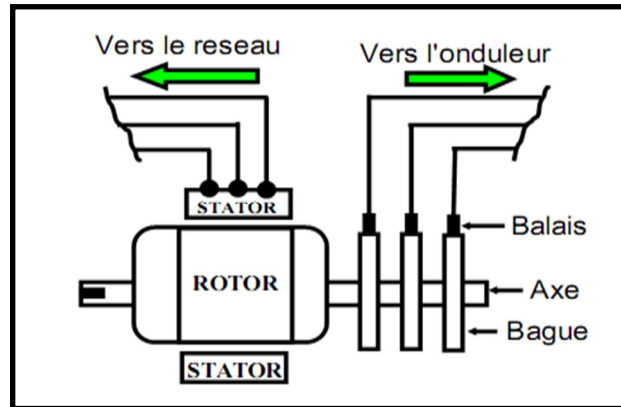 Vers le reseau
Vers l'onduleur
STATOR
Balais
ROTOR
Axe
Bague
STATOR